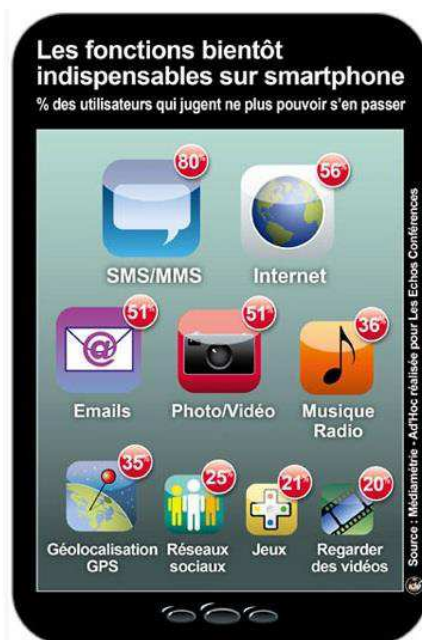 Les fonctions bientôt
indispensables sur smartphone
% des utilisateurs qui jugent ne plus pouvoir s'en passer
80%
56%
SMS/MMS
Internet
51%
51%
36%
@
Emails
Photo/Vidéo
Musique
Radio
35%
25%
21%
20%
Géolocalisation
GPS
Réseaux
sociaux
Jeux
Regarder
des vidéos
Source : Médiamétrie - Ad'Hoc réalisée pour Les Echos Conférences